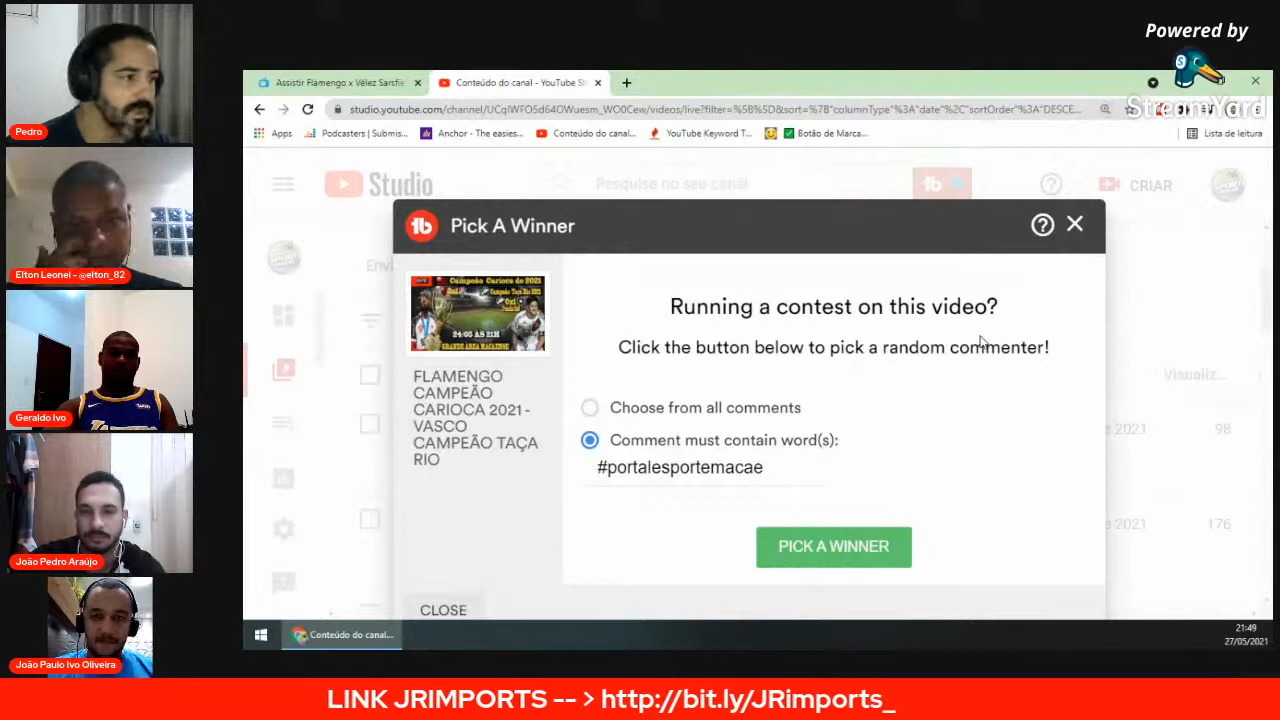 Powered by
StreamYard
Pedro
Elton Leonel - @elton_82
Geraldo Ivo
João Pedro Araújo
João Paulo Ivo Oliveira
Assistir Flamengo x Vélez Sarsfie
Conteúdo do canal - YouTube St
studio.youtube.com/channel/UCqIWFO5d64OWuesm_WO0Cew/videos/live?filter=%5B%5D&sort=%7B"columnType"%3A"date"%2C"sortOrder"%3A"DESCE...
Apps
Podcasters | Submis...
Anchor - The easies...
Conteúdo do canal...
YouTube Keyword T...
Botão de Marca...
Lista de leitura
Studio
Pesquise no seu canal
CRIAR
Pick A Winner
Campeão Carioca de 2021
24/05 AS 21H
GRANDE AREA MACAENSE
FLAMENGO
CAMPEÃO
CARIOCA 2021 -
VASCO
CAMPEÃO TAÇA
RIO
Running a contest on this video?
Click the button below to pick a random commenter!
Choose from all comments
Comment must contain word(s):
#portalesportemacae
PICK A WINNER
CLOSE
Envi
Visualiz...
e 2021 98
e 2021 176
Conteúdo do canal...
21:49
27/05/2021
LINK JRIMPORTS -- > http://bit.ly/JRimports_